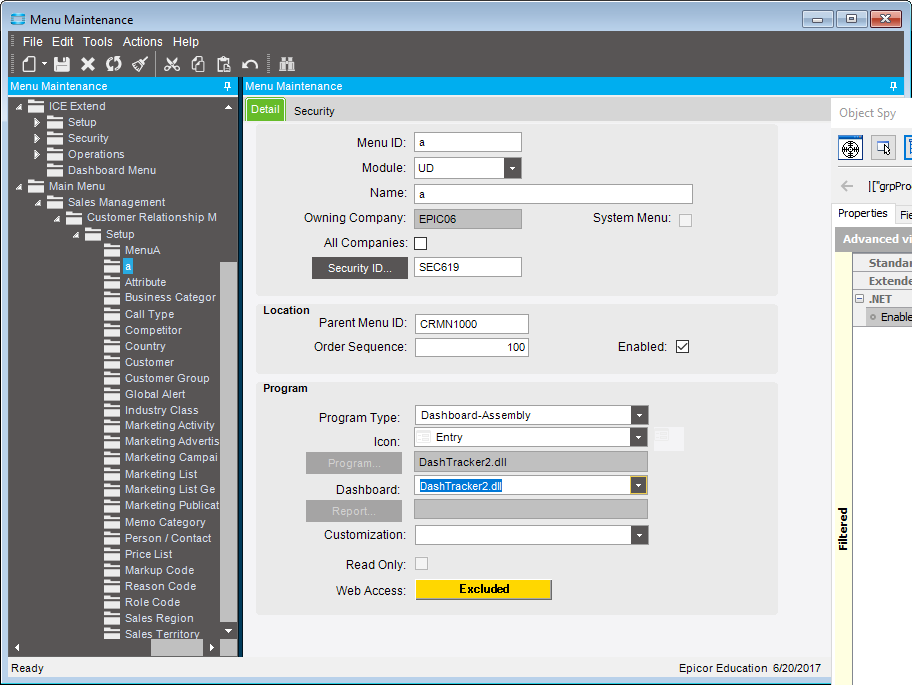 Menu Maintenance
File Edit Tools Actions Help
Menu Maintenance
ICE Extend
Setup
Security
Operations
Dashboard Menu
Main Menu
Sales Management
Customer Relationship M
Setup
MenuA
a
Attribute
Business Categor
Call Type
Competitor
Country
Customer
Customer Group
Global Alert
Industry Class
Marketing Activity
Marketing Advertis
Marketing Campai
Marketing List
Marketing List Ge
Marketing Publicat
Memo Category
Person / Contact
Price List
Markup Code
Reason Code
Role Code
Sales Region
Sales Territory
Menu Maintenance
Detail Security
Menu ID: a
Module: UD
Name: a
Owning Company: EPIC06 System Menu:
All Companies:
Security ID... SEC619
Location
Parent Menu ID: CRMN1000
Order Sequence: 100 Enabled:
Program
Program Type: Dashboard-Assembly
Icon: Entry
Program... DashTracker2.dll
Dashboard: DashTracker2.dll
Report...
Customization:
Read Only:
Web Access: Excluded
Object Spy
|["grpPro
Properties Fie
Advanced vi
Standar
Extende
.NET
Enable
Filtered
Ready Epicor Education 6/20/2017